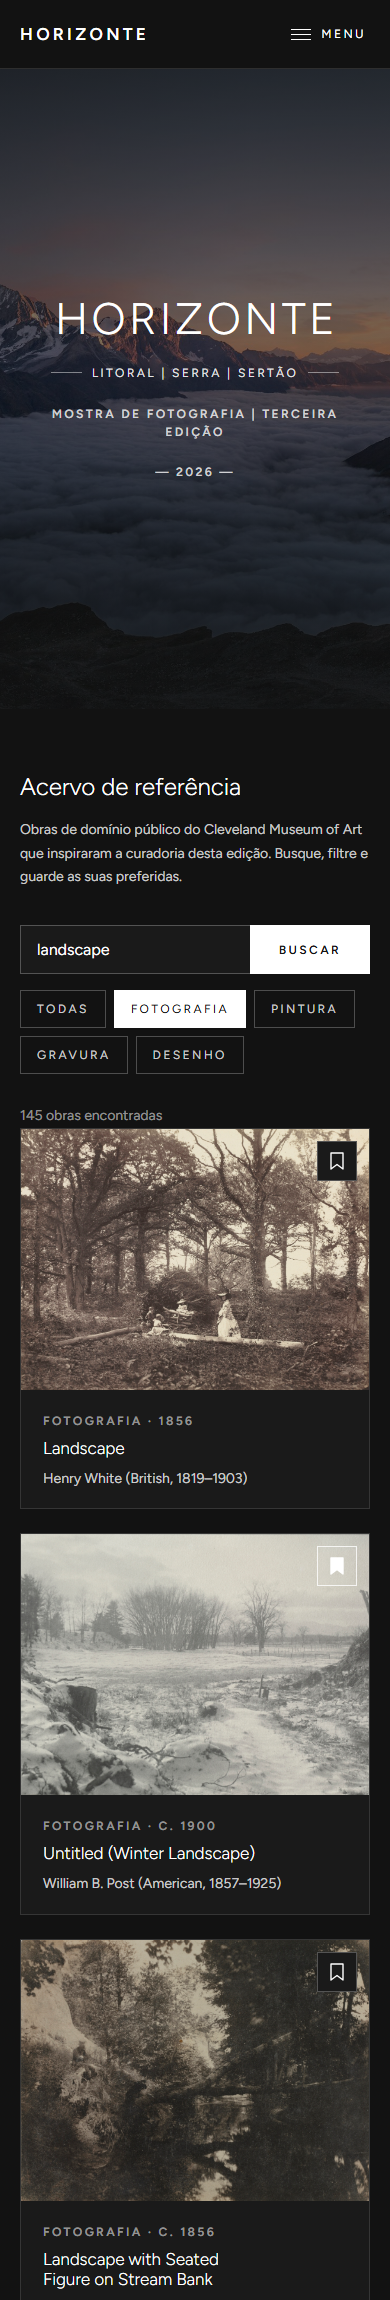 HORIZONTE
MENU
HORIZONTE
LITORAL | SERRA | SERTÃO
MOSTRA DE FOTOGRAFIA | TERCEIRA
EDIÇÃO
— 2026 —
Acervo de referência
Obras de domínio público do Cleveland Museum of Art
que inspiraram a curadoria desta edição. Busque, filtre e
guarde as suas preferidas.
landscape
BUSCAR
TODAS
FOTOGRAFIA
PINTURA
GRAVURA
DESENHO
145 obras encontradas
FOTOGRAFIA · 1856
Landscape
Henry White (British, 1819–1903)
FOTOGRAFIA · C. 1900
Untitled (Winter Landscape)
William B. Post (American, 1857–1925)
FOTOGRAFIA · C. 1856
Landscape with Seated
Figure on Stream Bank